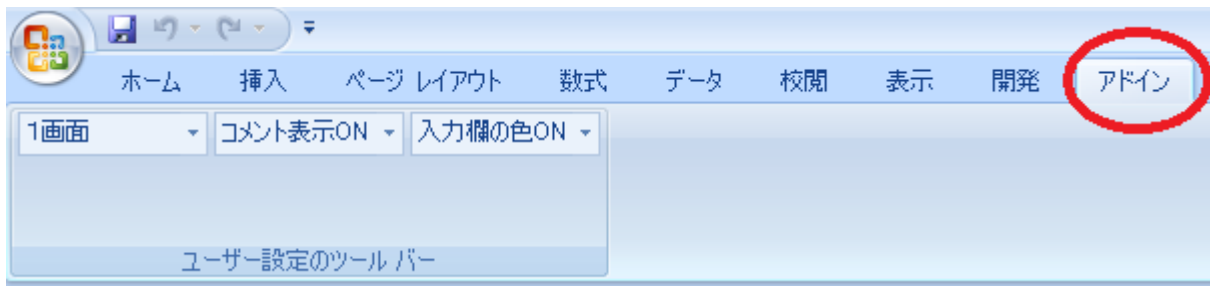 ホーム 挿入 ページ レイアウト 数式 データ 校閲 表示 開発 アドイン
1画面 コメント表示ON 入力欄の色ON
ユーザー設定のツール バー